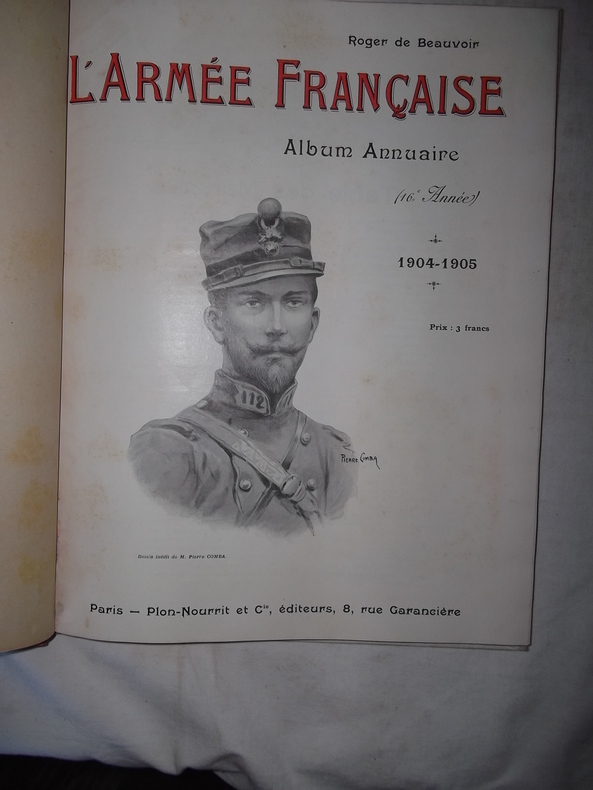 Roger de Beauvoir
L'ARMÉE FRANÇAISE
Album Annuaire
(16e Année)
1904-1905
Prix : 3 francs
112
PIERRE COMBA
Dessin inédit de M. Pierre COMBA.
Paris — Plon-Nourrit et Cie, éditeurs, 8, rue Garancière